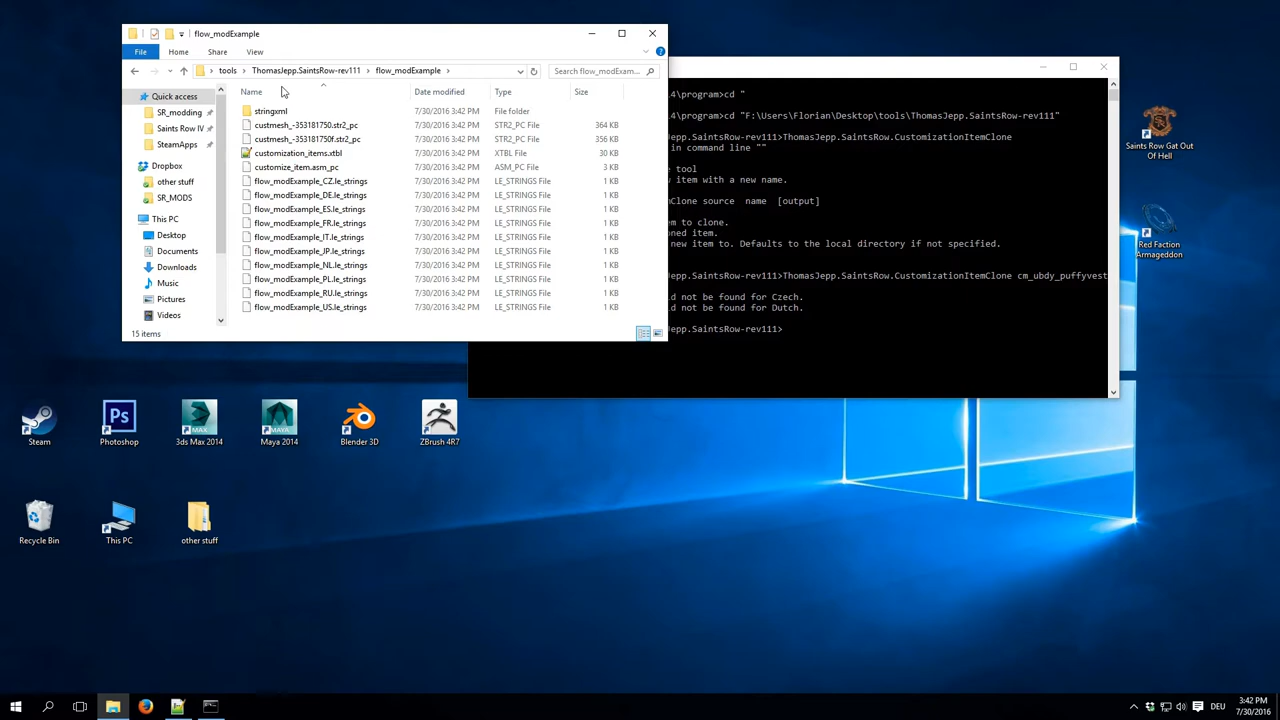 flow_modExample
File Home Share View
tools ThomasJepp.SaintsRow-rev111 flow_modExample Search flow_modExam...
Name Date modified Type Size
Quick access
SR_modding
Saints Row IV
SteamApps
Dropbox
other stuff
SR_MODS
This PC
Desktop
Documents
Downloads
Music
Pictures
Videos
stringxml 7/30/2016 3:42 PM File folder
custmesh_-353181750.str2_pc 7/30/2016 3:42 PM STR2_PC File 364 KB
custmesh_-353181750f.str2_pc 7/30/2016 3:42 PM STR2_PC File 356 KB
customization_items.xtbl 7/30/2016 3:42 PM XTBL File 30 KB
customize_item.asm_pc 7/30/2016 3:42 PM ASM_PC File 3 KB
flow_modExample_CZ.le_strings 7/30/2016 3:42 PM LE_STRINGS File 1 KB
flow_modExample_DE.le_strings 7/30/2016 3:42 PM LE_STRINGS File 1 KB
flow_modExample_ES.le_strings 7/30/2016 3:42 PM LE_STRINGS File 1 KB
flow_modExample_FR.le_strings 7/30/2016 3:42 PM LE_STRINGS File 1 KB
flow_modExample_IT.le_strings 7/30/2016 3:42 PM LE_STRINGS File 1 KB
flow_modExample_JP.le_strings 7/30/2016 3:42 PM LE_STRINGS File 1 KB
flow_modExample_NL.le_strings 7/30/2016 3:42 PM LE_STRINGS File 1 KB
flow_modExample_PL.le_strings 7/30/2016 3:42 PM LE_STRINGS File 1 KB
flow_modExample_RU.le_strings 7/30/2016 3:42 PM LE_STRINGS File 1 KB
flow_modExample_US.le_strings 7/30/2016 3:42 PM LE_STRINGS File 1 KB
15 items
4\program>cd "
4\program>cd "F:\Users\Florian\Desktop\tools\ThomasJepp.SaintsRow-rev111"
Jepp.SaintsRow-rev111>ThomasJepp.SaintsRow.CustomizationItemClone
in command line ""
e tool
w item with a new name.
mClone source name [output]
em to clone.
nned item.
new item to. Defaults to the local directory if not specified.
Jepp.SaintsRow-rev111>ThomasJepp.SaintsRow.CustomizationItemClone cm_ubdy_puffyvest
ld not be found for Czech.
ld not be found for Dutch.
Jepp.SaintsRow-rev111>
Saints Row Gat Out
Of Hell
Red Faction
Armageddon
Steam
Photoshop
3ds Max 2014
Maya 2014
Blender 3D
ZBrush 4R7
Recycle Bin
This PC
other stuff
DEU
3:42 PM
7/30/2016